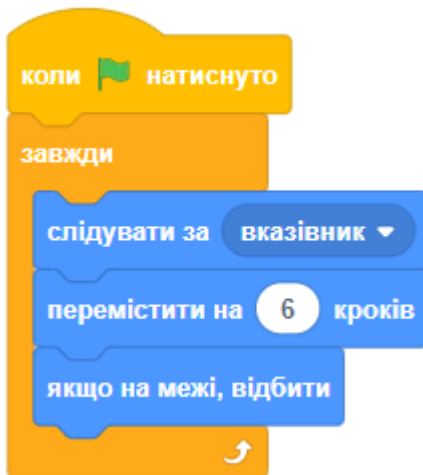 коли натиснуто
завжди
слідувати за вказівник
перемістити на 6 кроків
якщо на межі, відбити